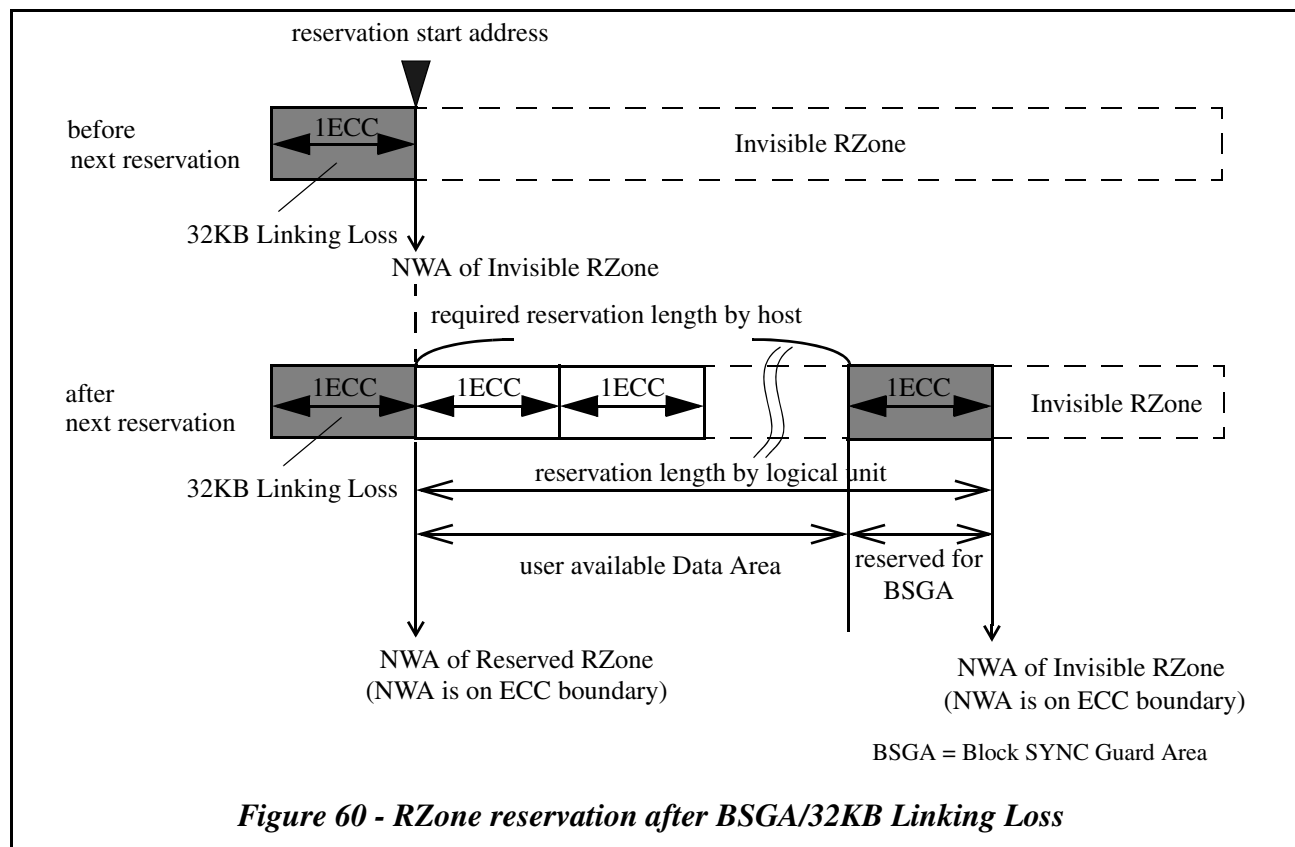 reservation start address
before
next reservation
1ECC
Invisible RZone
32KB Linking Loss
NWA of Invisible RZone
required reservation length by host
after
next reservation
1ECC
1ECC
1ECC
1ECC
Invisible RZone
32KB Linking Loss
reservation length by logical unit
user available Data Area
reserved for
BSGA
NWA of Reserved RZone
(NWA is on ECC boundary)
NWA of Invisible RZone
(NWA is on ECC boundary)
BSGA = Block SYNC Guard Area
Figure 60 - RZone reservation after BSGA/32KB Linking Loss